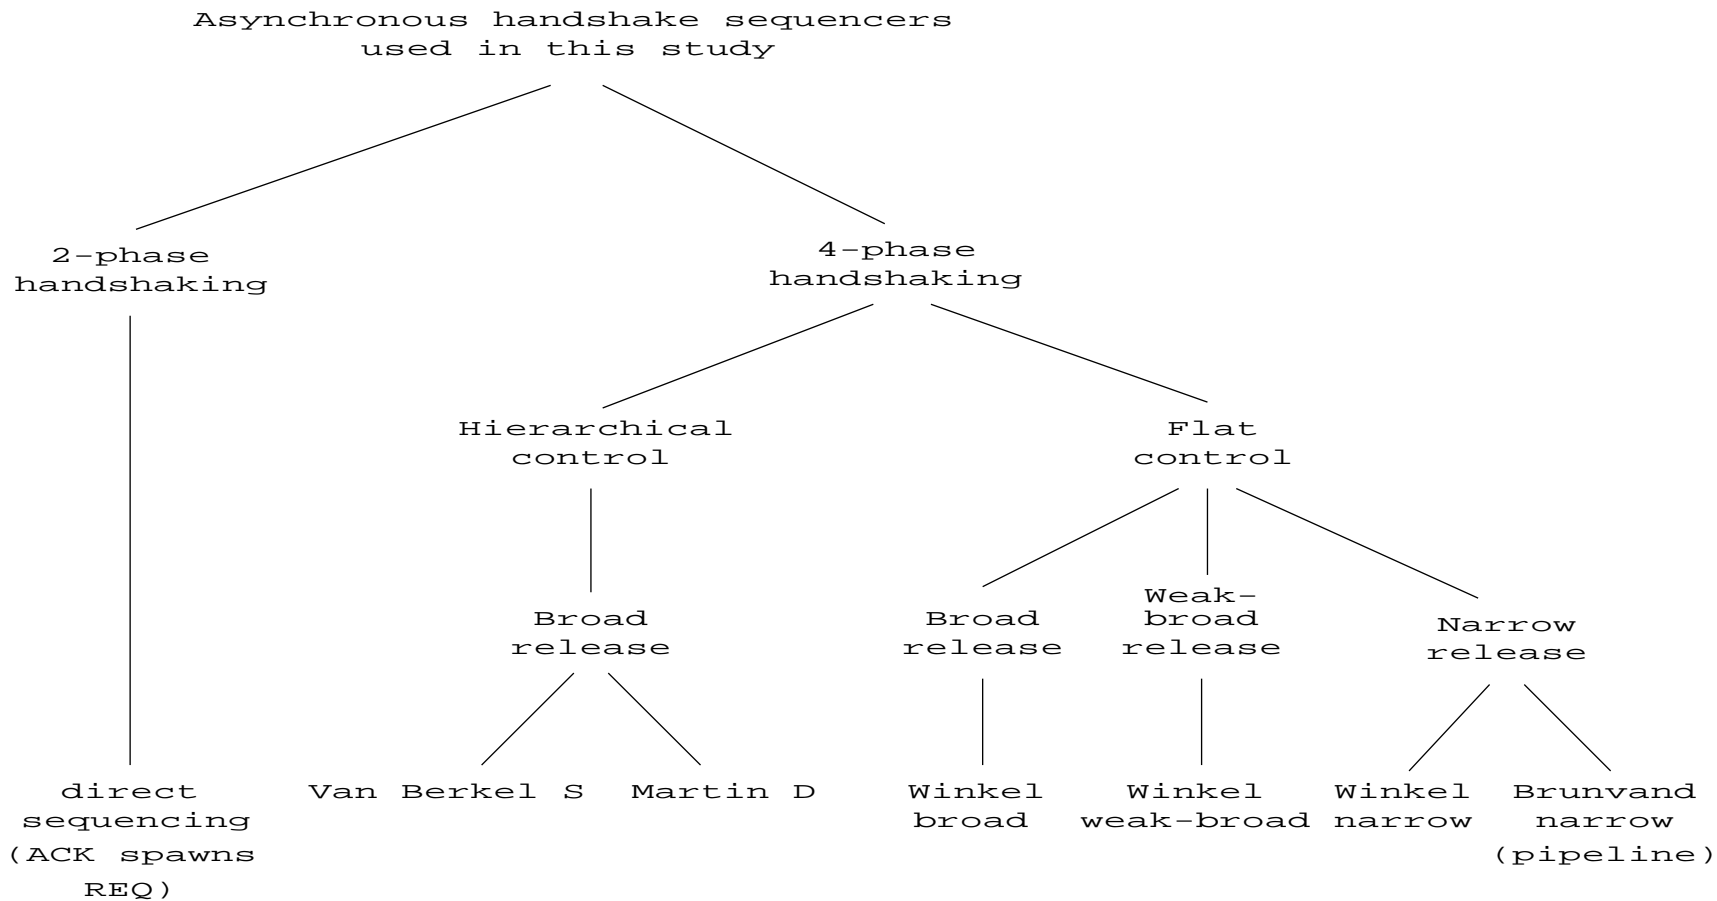 Asynchronous handshake sequencers
used in this study
2-phase
handshaking
4-phase
handshaking
Hierarchical
control
Flat
control
Broad
release
Broad
release
Weak-
broad
release
Narrow
release
direct
sequencing
(ACK spawns
REQ)
Van Berkel S
Martin D
Winkel
broad
Winkel
weak-broad
Winkel
narrow
Brunvand
narrow
(pipeline)